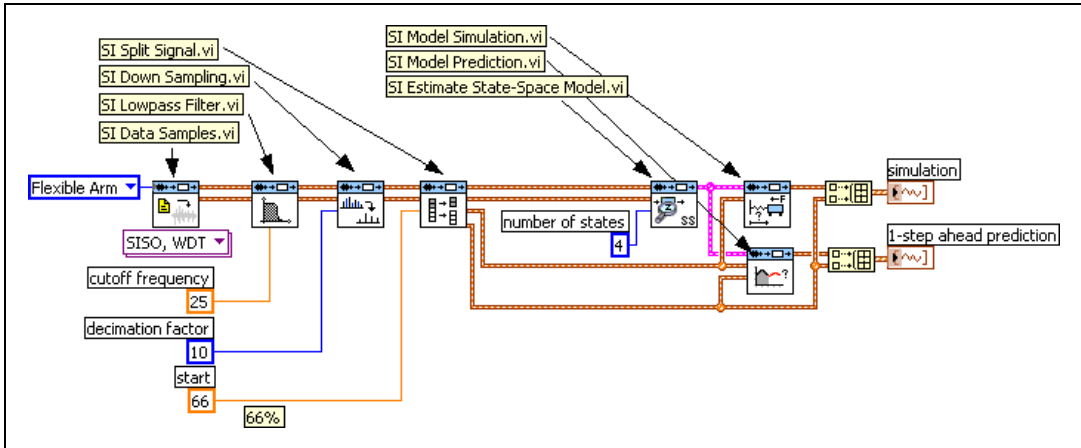 SI Split Signal.vi
SI Down Sampling.vi
SI Lowpass Filter.vi
SI Data Samples.vi
SI Model Simulation.vi
SI Model Prediction.vi
SI Estimate State-Space Model.vi
Flexible Arm
SISO, WDT
cutoff frequency
25
decimation factor
10
start
66
66%
number of states
4
SS
F
?
?
simulation
1-step ahead prediction